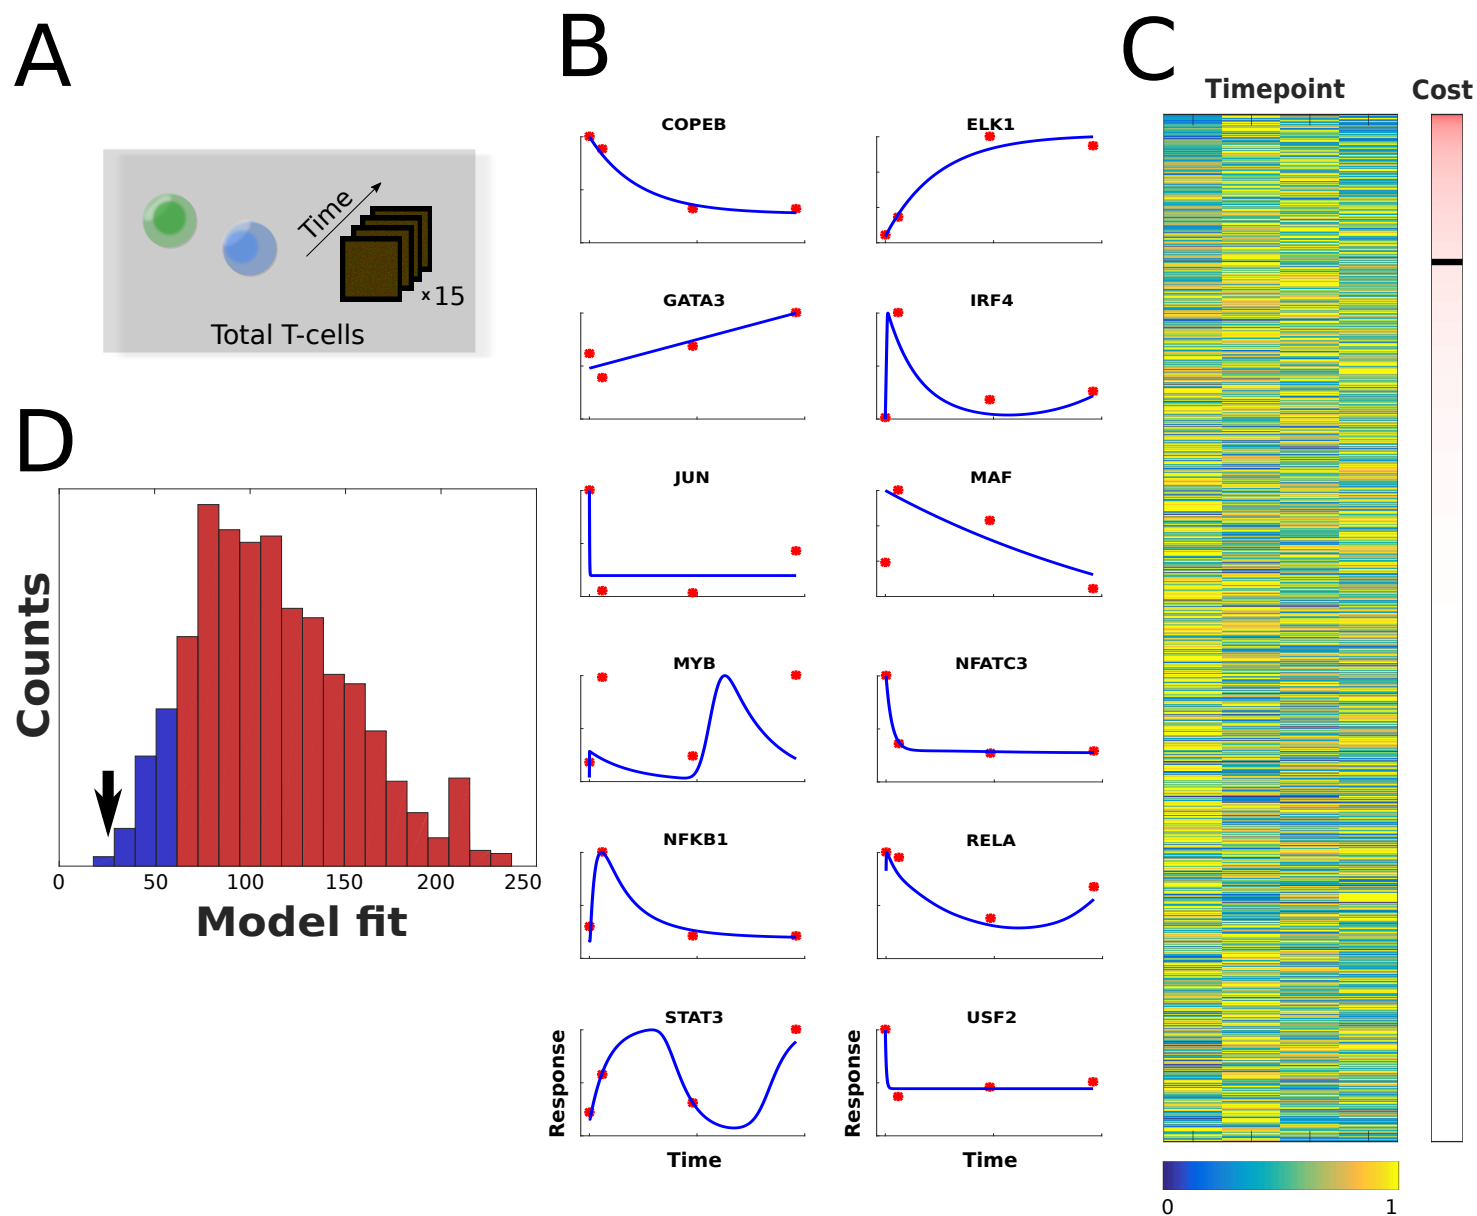 A
Time
x 15
Total T-cells
B
COPEB
ELK1
GATA3
IRF4
JUN
MAF
MYB
NFATC3
NFKB1
RELA
STAT3
USF2
Response
Response
Time
Time
C
Timepoint
Cost
0
1
D
Counts
0
50
100
150
200
250
Model fit